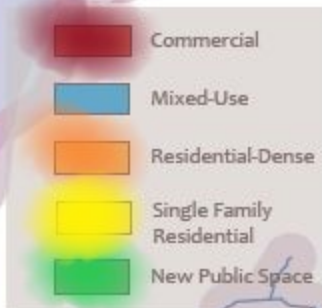 Commercial
Mixed-Use
Residential-Dense
Single Family
Residential
New Public Space